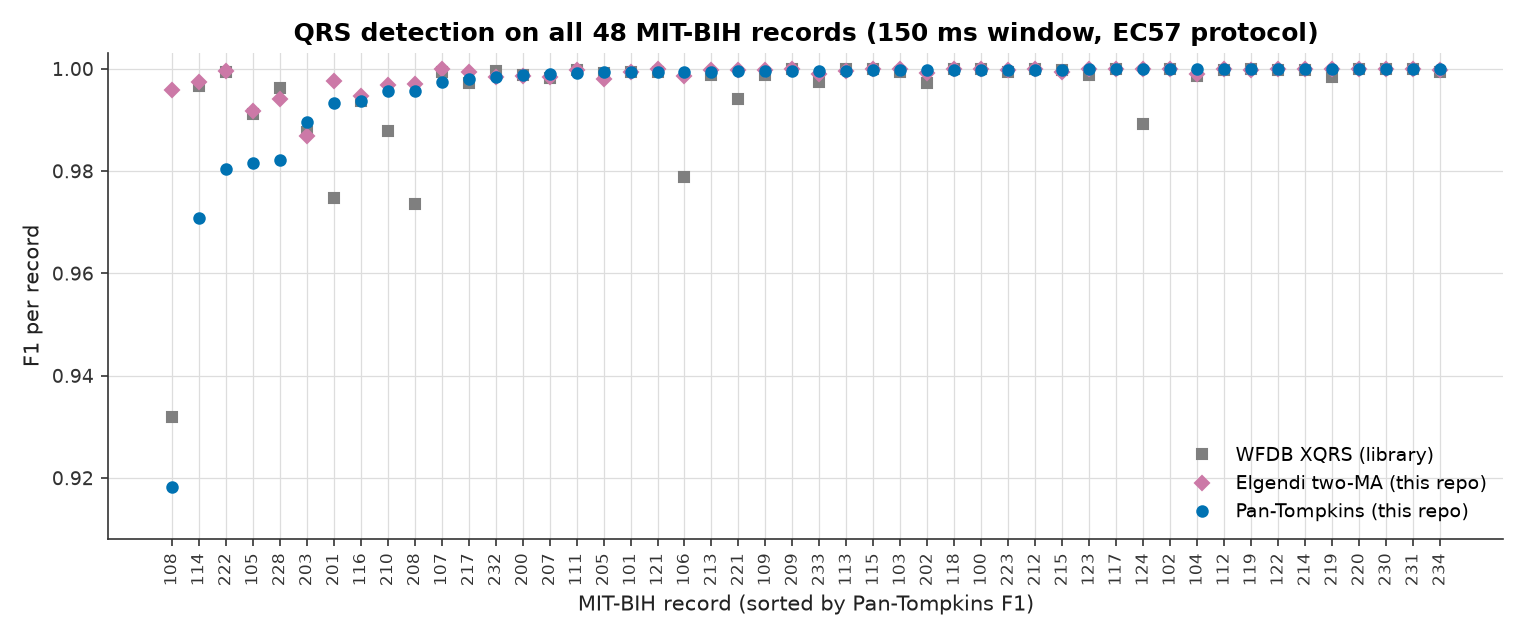 QRS detection on all 48 MIT-BIH records (150 ms window, EC57 protocol)
F1 per record
1.00
0.98
0.96
0.94
0.92
WFDB XQRS (library)
Elgendi two-MA (this repo)
Pan-Tompkins (this repo)
108 114 222 105 228 203 201 116 210 208 107 217 232 200 207 111 205 101 121 106 213 221 109 209 233 113 115 103 202 118 100 223 212 215 123 117 124 102 104 112 119 122 214 219 220 230 231 234
MIT-BIH record (sorted by Pan-Tompkins F1)